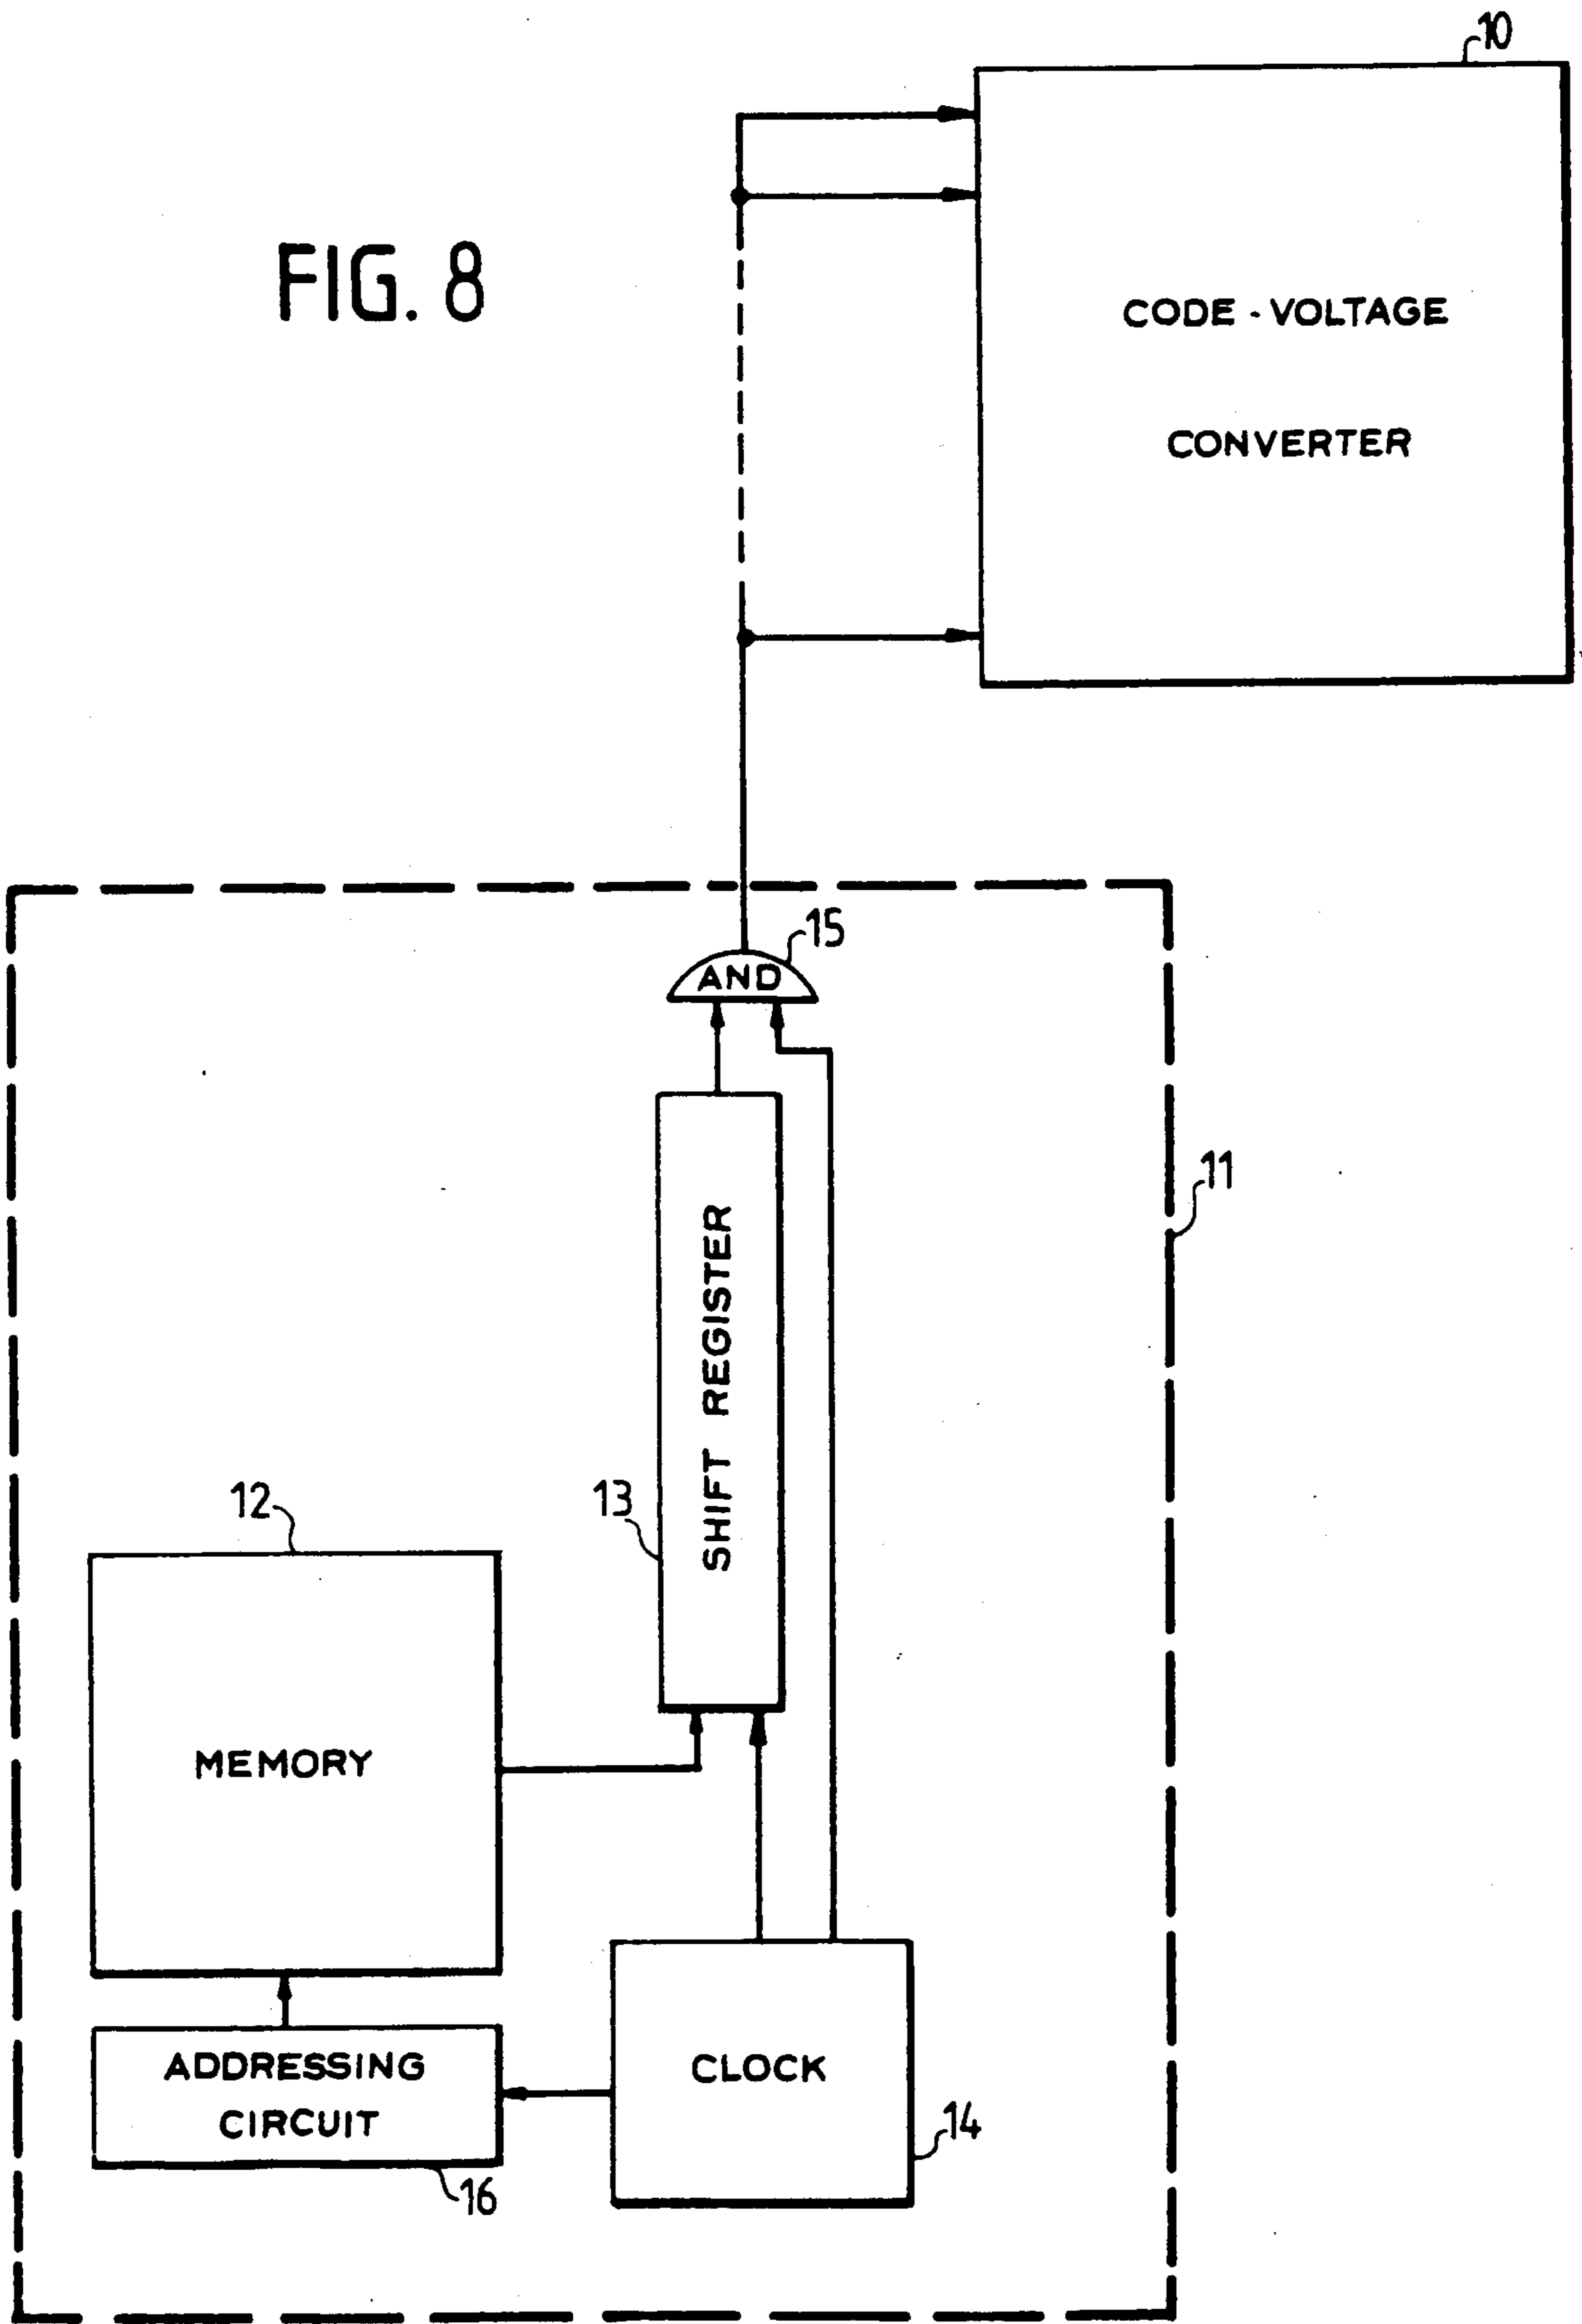 10
FIG. 8
CODE - VOLTAGE
CONVERTER
15
AND
11
SHIFT REGISTER
13
12
MEMORY
ADDRESSING
CIRCUIT
CLOCK
14
16